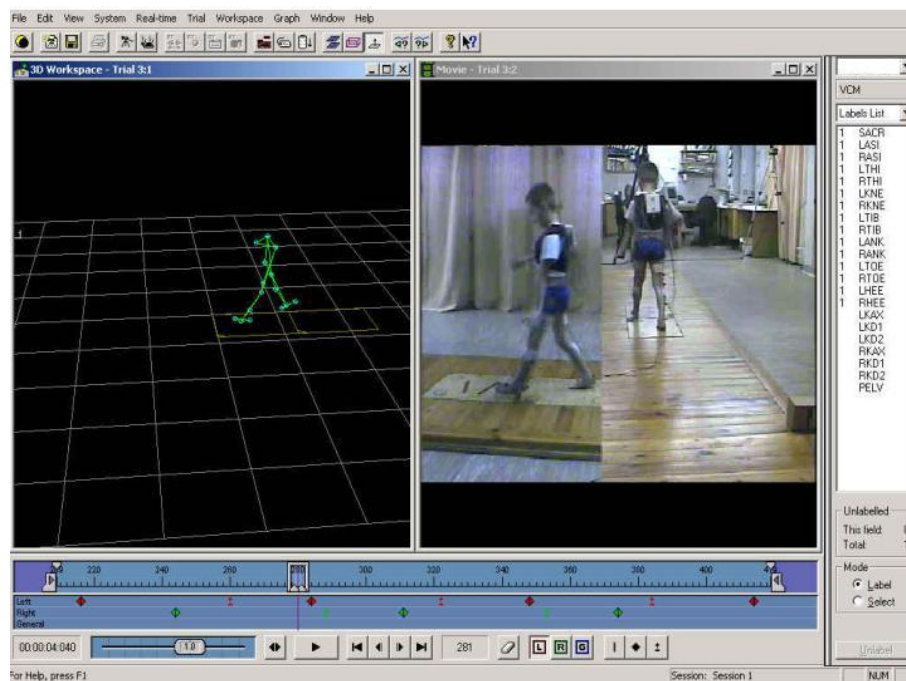 File Edit View System Real-time Trial Workspace Graph Window Help
3D Workspace - Trial 3:1
Movie - Trial 3:2
VCM
Labels List
1 SACR
1 LASI
1 RASI
1 LTHI
1 RTHI
1 LKNE
1 RKNE
1 LTIB
1 RTIB
1 LANK
1 RANK
1 LTOE
1 RTOE
1 LHEE
1 RHEE
LKAX
LKD1
LKD2
RKAX
RKD1
RKD2
PELV
Unlabelled
This field:
Total:
Mode
Label
Select
Unlabel
220 240 260 280 300 320 340 360 380 400
Left
Right
General
00:00:04:040
1.0
281
L R G
For Help, press F1
Session: Session 1
NUM